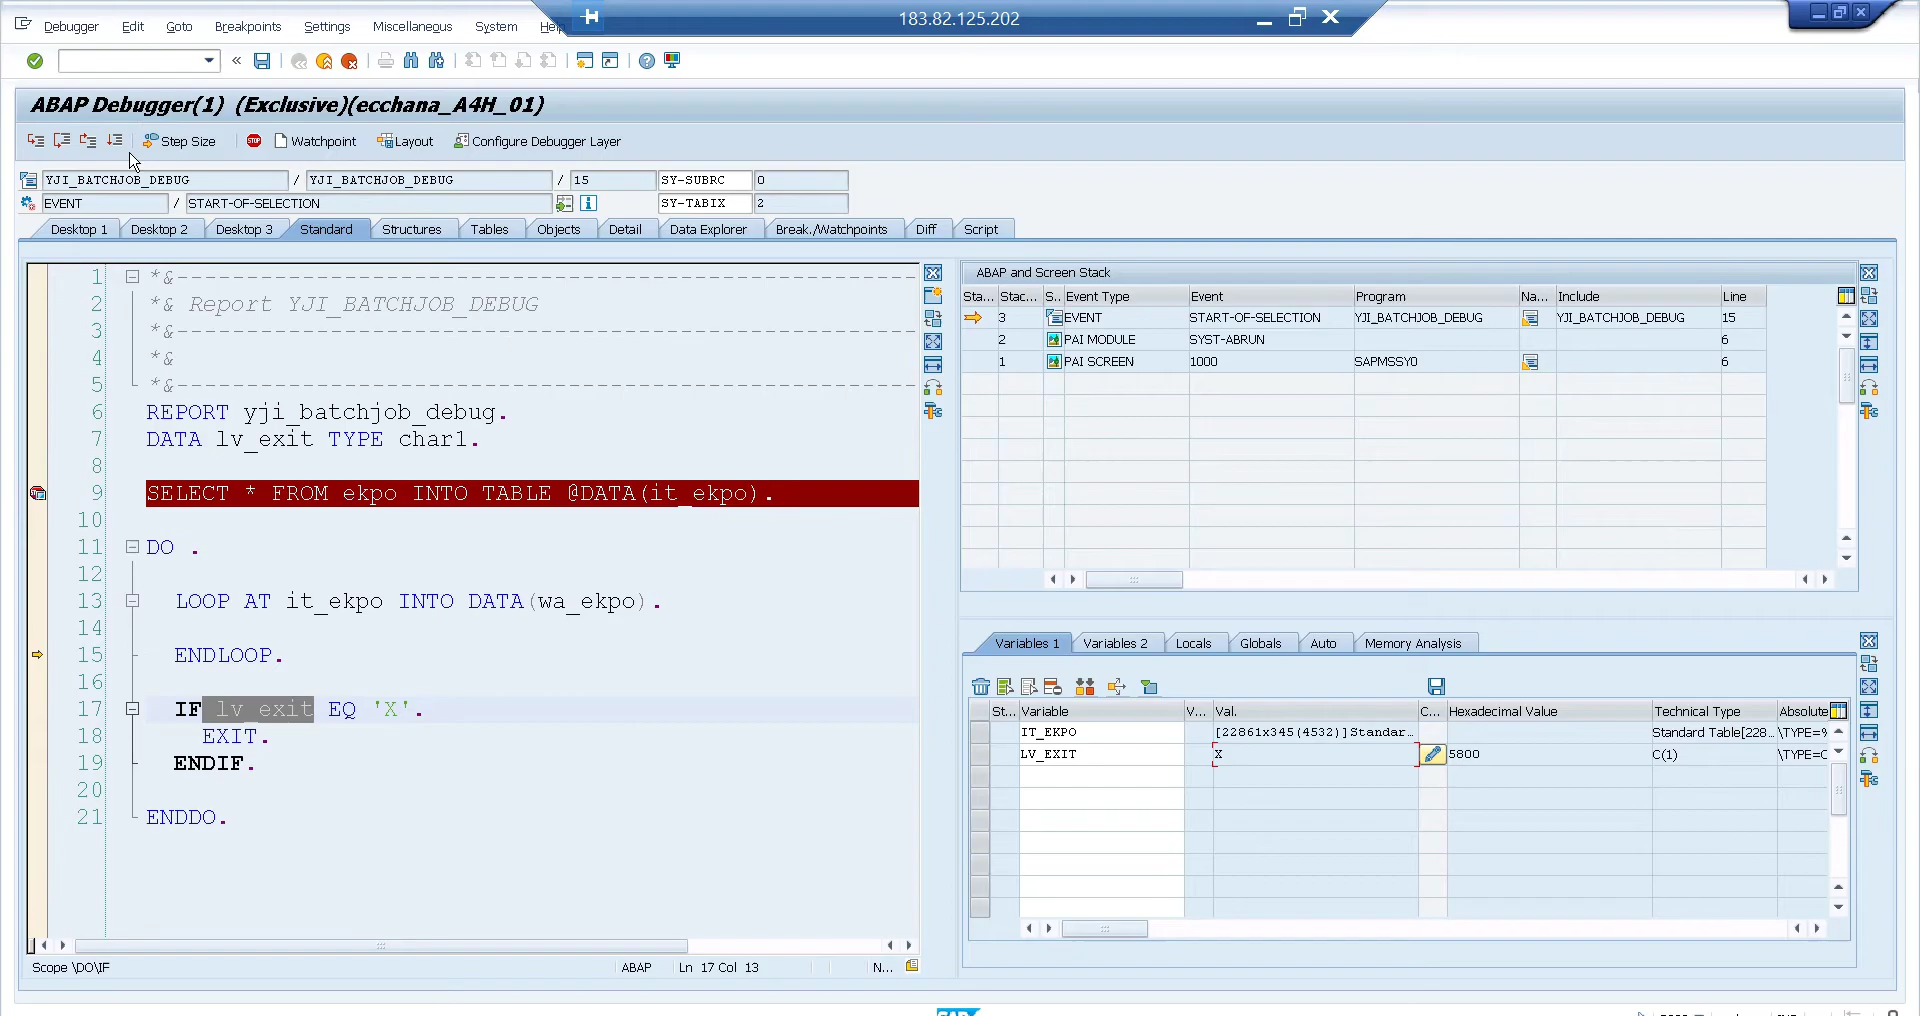 183.82.125.202
Debugger Edit Goto Breakpoints Settings Miscellaneous System Help
ABAP Debugger(1) (Exclusive)(ecchana_A4H_01)
Step Size STOP Watchpoint Layout Configure Debugger Layer
YJI_BATCHJOB_DEBUG / YJI_BATCHJOB_DEBUG / 15 SY-SUBRC 0
EVENT / START-OF-SELECTION SY-TABIX 2
Desktop 1 Desktop 2 Desktop 3 Standard Structures Tables Objects Detail Data Explorer Break./Watchpoints Diff Script
1 *&---------------------------------------------------------------------
2 *& Report YJI_BATCHJOB_DEBUG
3 *&---------------------------------------------------------------------
4 *&
5 *&---------------------------------------------------------------------
6 REPORT yji_batchjob_debug.
7 DATA lv_exit TYPE char1.
8
9 SELECT * FROM ekpo INTO TABLE @DATA(it_ekpo).
10
11 DO .
12
13 LOOP AT it_ekpo INTO DATA(wa_ekpo).
14
15 ENDLOOP.
16
17 IF lv_exit EQ 'X'.
18 EXIT.
19 ENDIF.
20
21 ENDDO.
Scope \DO\IF ABAP Ln 17 Col 13 N...
ABAP and Screen Stack
Sta... Stac... S.. Event Type Event Program Na... Include Line
3 EVENT START-OF-SELECTION YJI_BATCHJOB_DEBUG YJI_BATCHJOB_DEBUG 15
2 PAI MODULE SYST-ABRUN 6
1 PAI SCREEN 1000 SAPMSSY0 6
Variables 1 Variables 2 Locals Globals Auto Memory Analysis
St... Variable V... Val. C... Hexadecimal Value Technical Type Absolute
IT_EKPO [22861x345(4532)]Standar... Standard Table[228... \TYPE=%
LV_EXIT X 5800 C(1) \TYPE=C